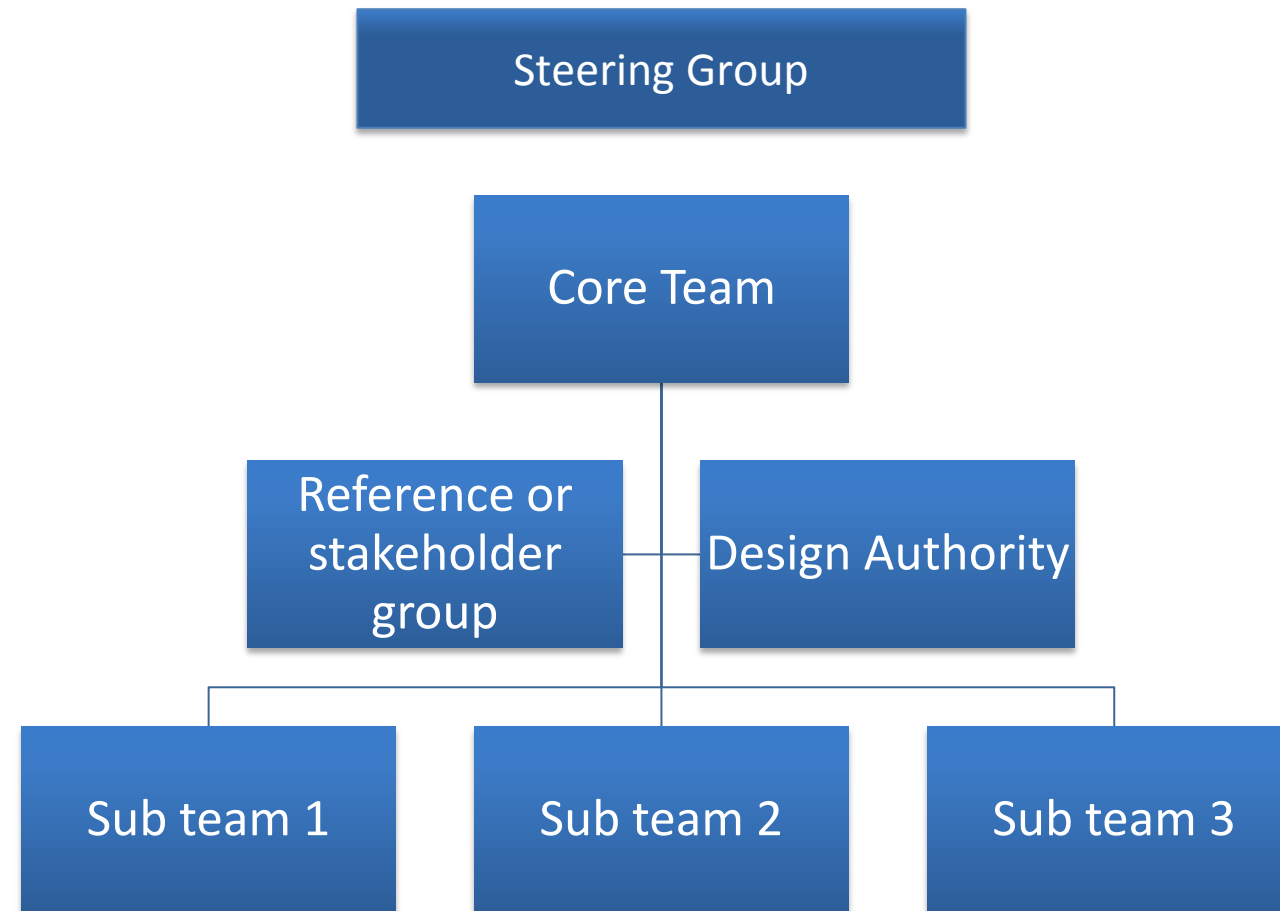 Steering Group
Core Team
Reference or
stakeholder
group
Design Authority
Sub team 1
Sub team 2
Sub team 3